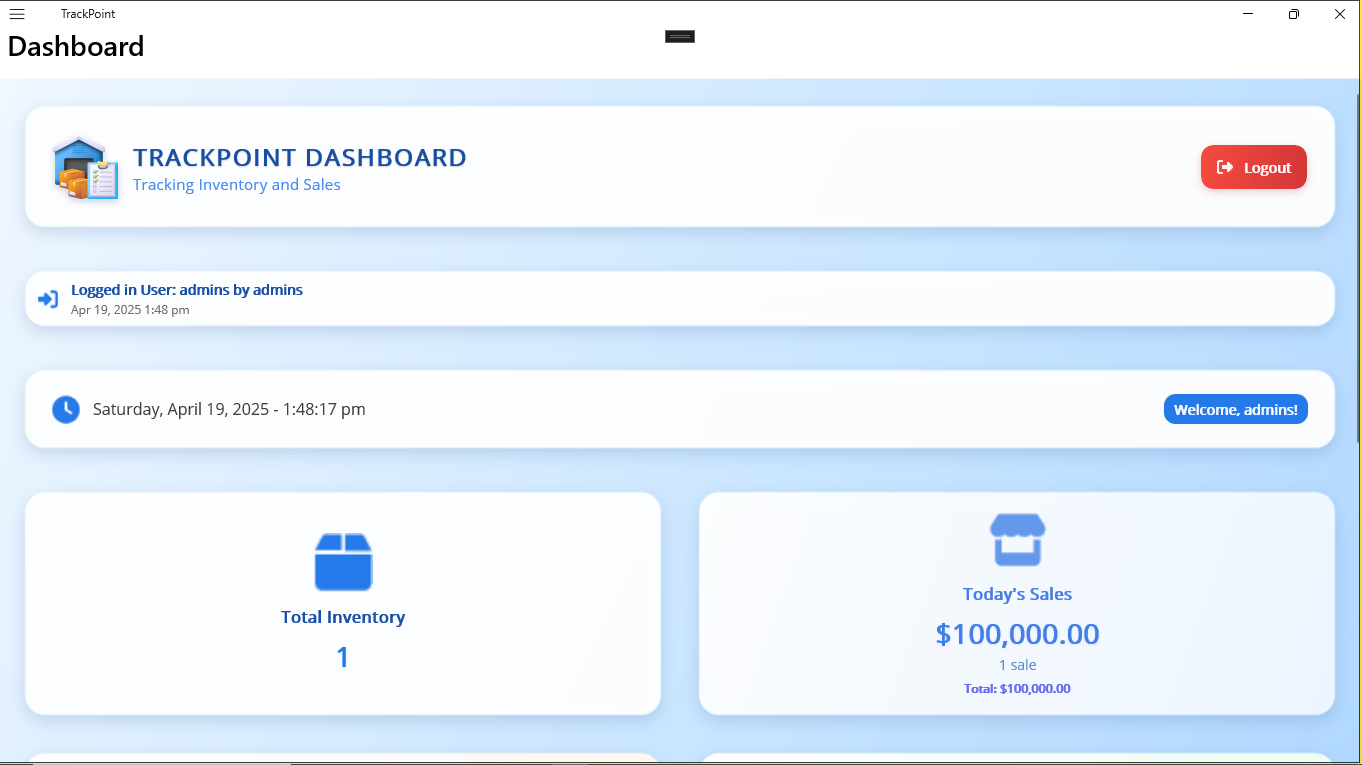 TrackPoint
Dashboard
TRACKPOINT DASHBOARD
Tracking Inventory and Sales
Logout
Logged in User: admins by admins
Apr 19, 2025 1:48 pm
Saturday, April 19, 2025 - 1:48:17 pm
Welcome, admins!
Total Inventory
1
Today's Sales
$100,000.00
1 sale
Total: $100,000.00